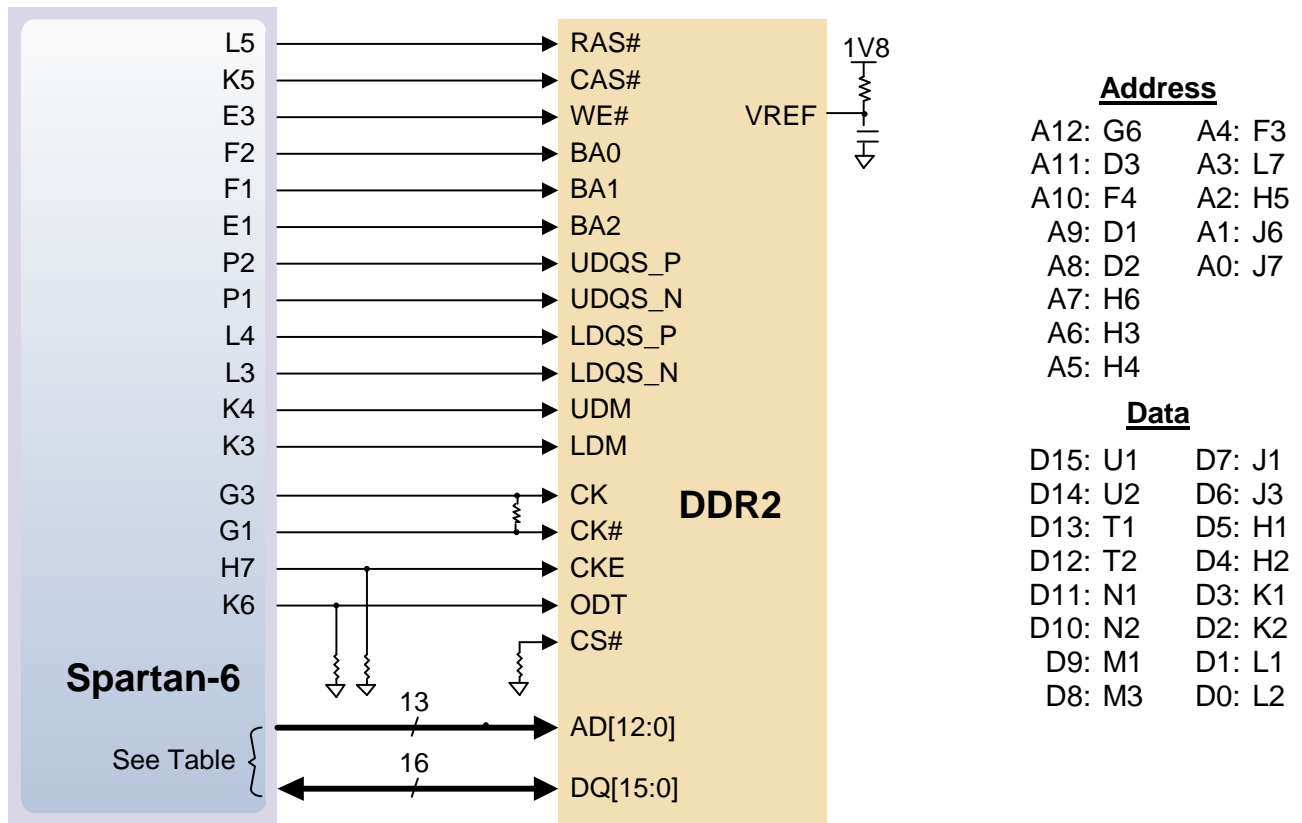 L5 RAS#
K5 CAS#
E3 WE#
F2 BA0
F1 BA1
E1 BA2
P2 UDQS_P
P1 UDQS_N
L4 LDQS_P
L3 LDQS_N
K4 UDM
K3 LDM
G3 CK
G1 CK#
H7 CKE
K6 ODT
CS#
Spartan-6
DDR2
VREF
1V8
See Table
13
AD[12:0]
16
DQ[15:0]
Address
A12: G6 A4: F3
A11: D3 A3: L7
A10: F4 A2: H5
A9: D1 A1: J6
A8: D2 A0: J7
A7: H6
A6: H3
A5: H4
Data
D15: U1 D7: J1
D14: U2 D6: J3
D13: T1 D5: H1
D12: T2 D4: H2
D11: N1 D3: K1
D10: N2 D2: K2
D9: M1 D1: L1
D8: M3 D0: L2